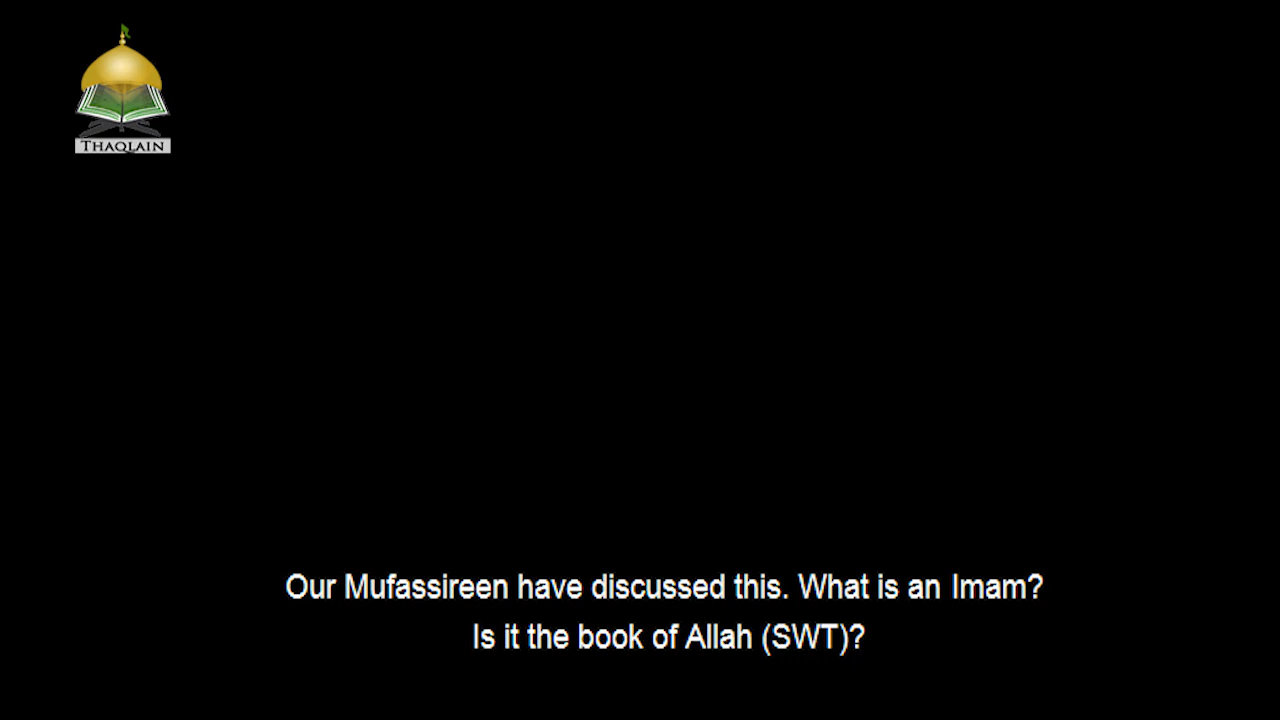 THAQLAIN
Our Mufassireen have discussed this. What is an Imam?
Is it the book of Allah (SWT)?